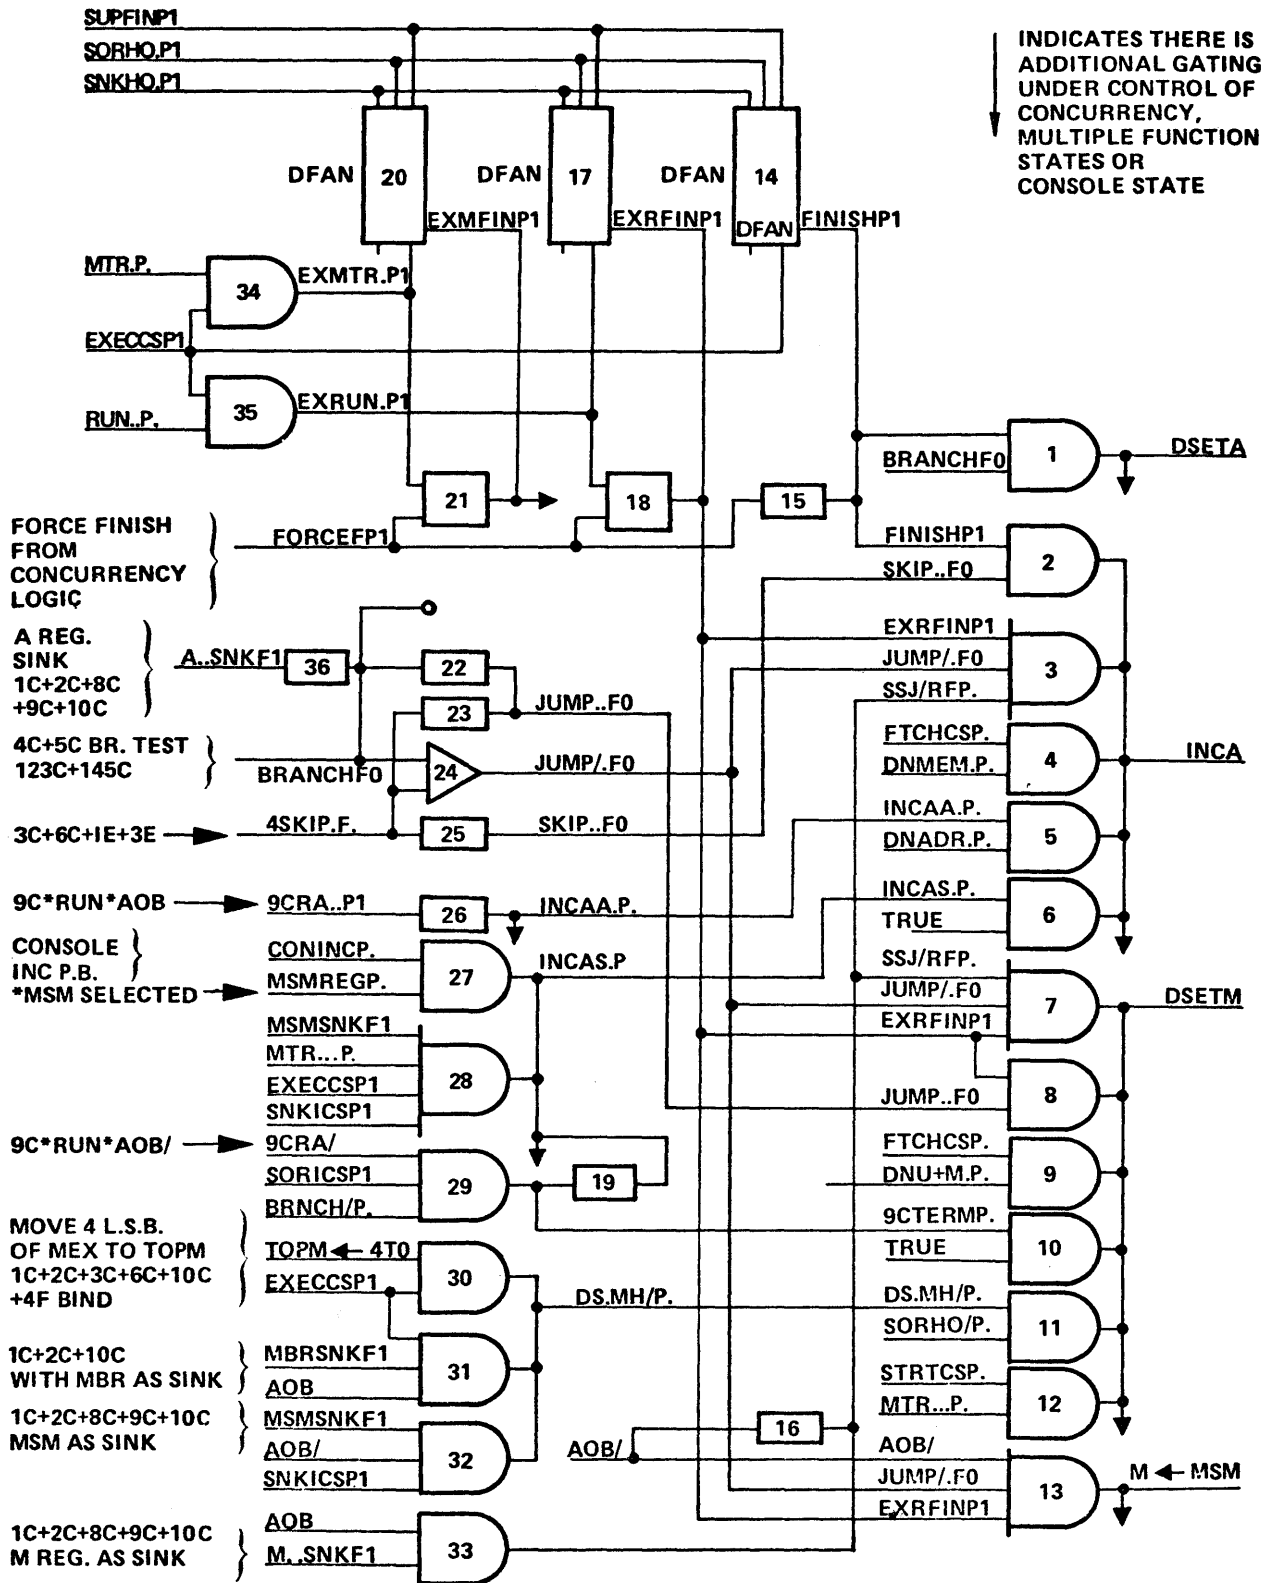 SUPFINP1
SORHO.P1
SNKHO.P1
INDICATES THERE IS
ADDITIONAL GATING
UNDER CONTROL OF
CONCURRENCY,
MULTIPLE FUNCTION
STATES OR
CONSOLE STATE
DFAN 20
DFAN 17
DFAN 14
DFAN
EXMFINP1
EXRFINP1
FINISHP1
MTR.P.
34
EXMTR.P1
EXECCSP1
35
EXRUN.P1
RUN..P.
21
18
15
FORCE FINISH
FROM
CONCURRENCY
LOGIC
FORCEFP1
BRANCHF0
1
DSETA
FINISHP1
SKIP..F0
2
A REG.
SINK
1C+2C+8C
+9C+10C
A..SNKF1
36
22
23
JUMP..F0
4C+5C BR. TEST
123C+145C
BRANCHF0
24
JUMP/.F0
3C+6C+IE+3E
4SKIP.F.
25
SKIP..F0
EXRFINP1
JUMP/.F0
SSJ/RFP.
3
FTCHCSP.
DNMEM.P.
4
INCA
INCAA.P.
DNADR.P.
5
INCAS.P.
TRUE
6
9C*RUN*AOB
9CRA..P1
26
INCAA.P.
CONSOLE
INC P.B.
*MSM SELECTED
CONINCP.
MSMREGP.
27
INCAS.P
MSMSNKF1
MTR...P.
EXECCSP1
SNKICSP1
28
9C*RUN*AOB/
9CRA/
SORICSP1
BRNCH/P.
29
19
SSJ/RFP.
JUMP/.F0
EXRFINP1
7
DSETM
JUMP..F0
8
FTCHCSP.
DNU+M.P.
9
9CTERMP.
TRUE
10
MOVE 4 L.S.B.
OF MEX TO TOPM
1C+2C+3C+6C+10C
+4F BIND
TOPM ← 4T0
EXECCSP1
30
DS.MH/P.
DS.MH/P.
SORHO/P.
11
1C+2C+10C
WITH MBR AS SINK
MBRSNKF1
AOB
31
STRTCSP.
MTR...P.
12
1C+2C+8C+9C+10C
MSM AS SINK
MSMSNKF1
AOB/
SNKICSP1
32
AOB/
16
AOB/
JUMP/.F0
EXRFINP1
13
M ← MSM
1C+2C+8C+9C+10C
M REG. AS SINK
AOB
M..SNKF1
33